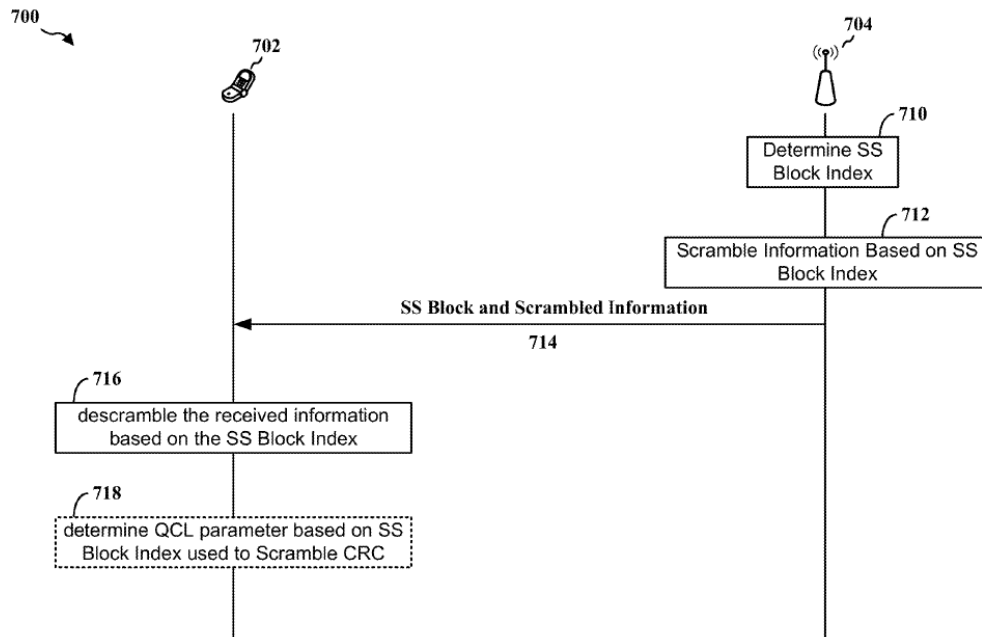 700
702
704
710
Determine SS
Block Index
712
Scramble Information Based on SS
Block Index
SS Block and Scrambled Information
714
716
descramble the received information
based on the SS Block Index
718
determine QCL parameter based on SS
Block Index used to Scramble CRC